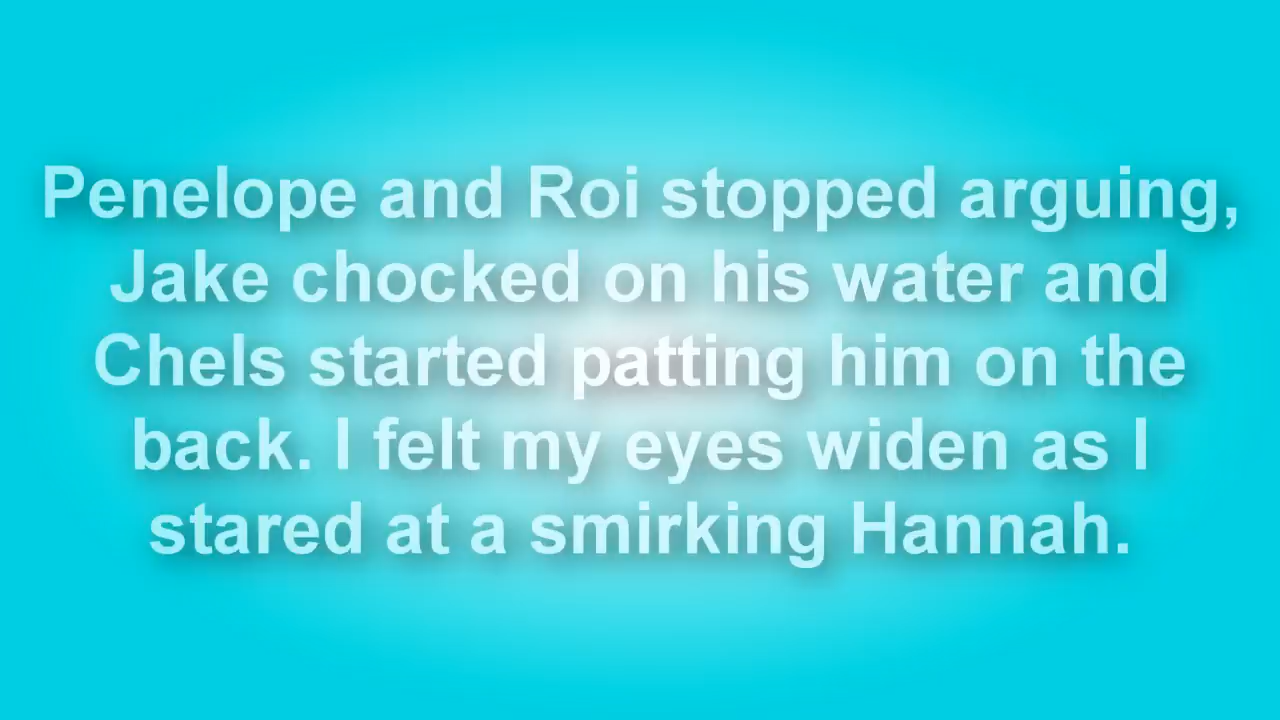 Penelope and Roi stopped arguing,
Jake chocked on his water and
Chels started patting him on the
back. I felt my eyes widen as I
stared at a smirking Hannah.